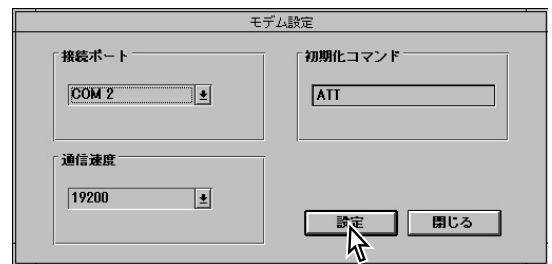 モデム設定
接続ポート
COM 2
初期化コマンド
ATT
通信速度
19200
設定
閉じる